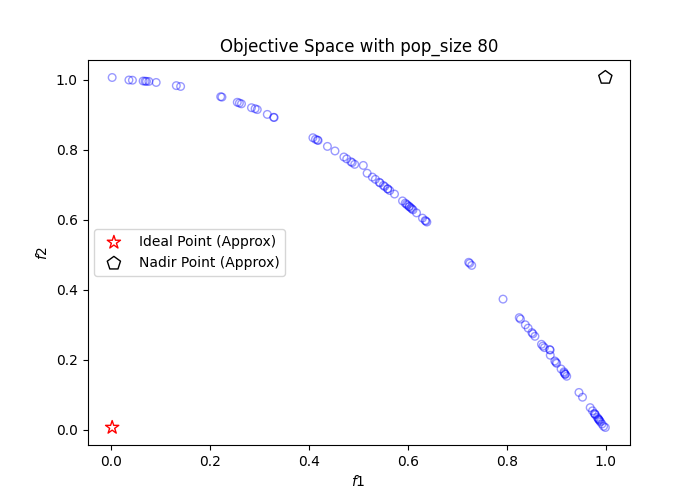 Objective Space with pop_size 80
1.0
0.8
0.6
0.4
0.2
0.0
f2
Ideal Point (Approx)
Nadir Point (Approx)
0.0 0.2 0.4 0.6 0.8 1.0
f1